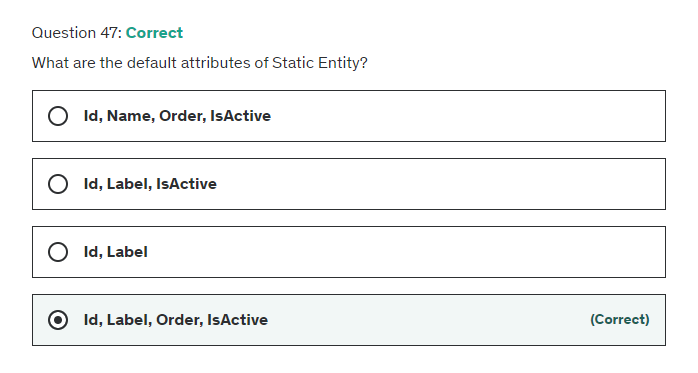 Question 47: Correct
What are the default attributes of Static Entity?
Id, Name, Order, IsActive
Id, Label, IsActive
Id, Label
Id, Label, Order, IsActive (Correct)